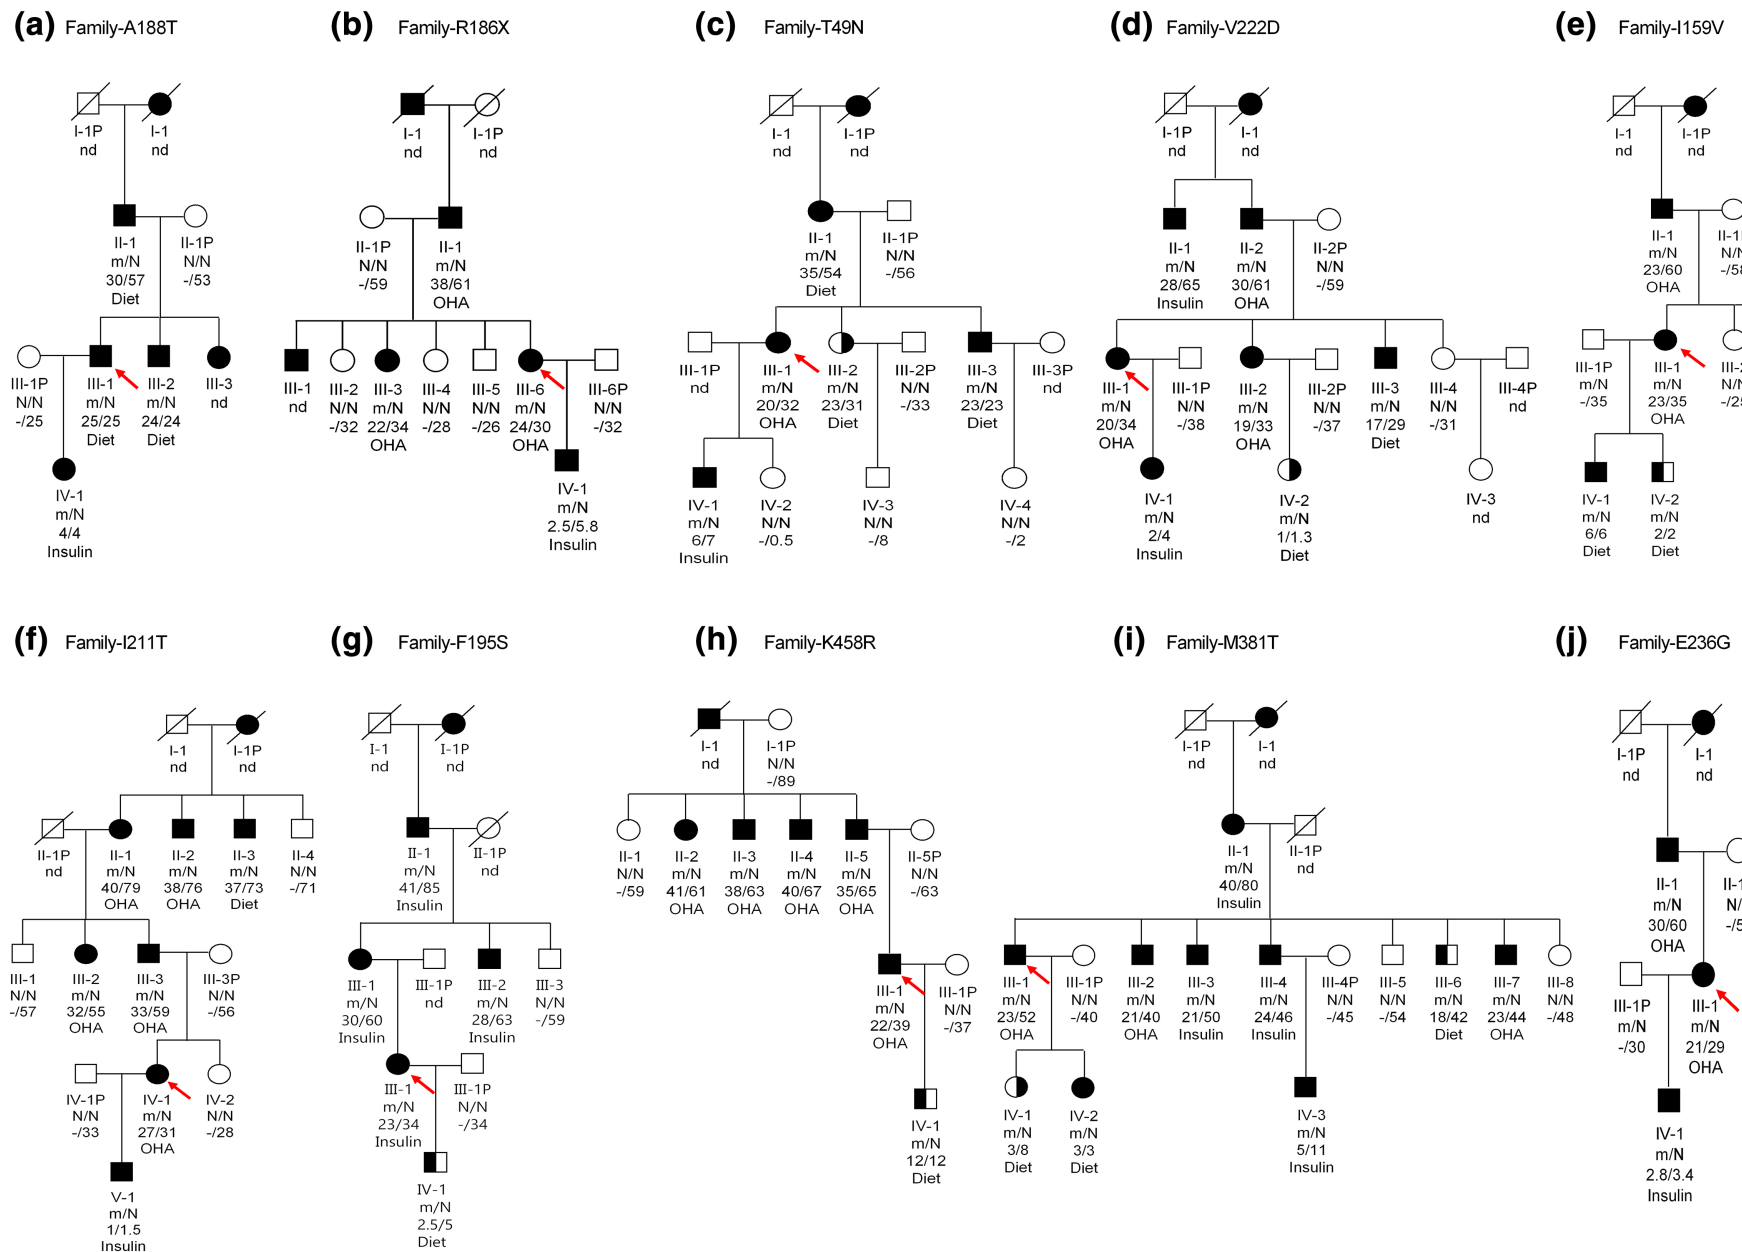 (a) Family-A188T
I-1P
nd
I-1
nd
II-1
m/N
30/57
Diet
II-1P
N/N
-/53
III-1P
N/N
-/25
III-1
m/N
25/25
Diet
III-2
m/N
24/24
Diet
III-3
nd
IV-1
m/N
4/4
Insulin
(b) Family-R186X
I-1
nd
I-1P
nd
II-1P
N/N
-/59
II-1
m/N
38/61
OHA
III-1
nd
III-2
N/N
-/32
III-3
m/N
22/34
OHA
III-4
N/N
-/28
III-5
N/N
-/26
III-6
m/N
24/30
OHA
III-6P
N/N
-/32
IV-1
m/N
2.5/5.8
Insulin
(c) Family-T49N
I-1
nd
I-1P
nd
II-1
m/N
35/54
Diet
II-1P
N/N
-/56
III-1P
nd
III-1
m/N
20/32
OHA
III-2
m/N
23/31
Diet
III-2P
N/N
-/33
III-3
m/N
23/23
Diet
III-3P
nd
IV-1
m/N
6/7
Insulin
IV-2
N/N
-/0.5
IV-3
N/N
-/8
IV-4
N/N
-/2
(d) Family-V222D
I-1P
nd
I-1
nd
II-1
m/N
28/65
Insulin
II-2
m/N
30/61
OHA
II-2P
N/N
-/59
III-1
m/N
20/34
OHA
III-1P
N/N
-/38
III-2
m/N
19/33
OHA
III-2P
N/N
-/37
III-3
m/N
17/29
Diet
III-4
N/N
-/31
III-4P
nd
IV-1
m/N
2/4
Insulin
IV-2
m/N
1/1.3
Diet
IV-3
nd
(e) Family-I159V
I-1
nd
I-1P
nd
II-1
m/N
23/60
OHA
N/N
III-1P
m/N
-/35
III-1
m/N
23/35
OHA
N/N
IV-1
m/N
6/6
Diet
IV-2
m/N
2/2
Diet
(f) Family-I211T
I-1
nd
I-1P
nd
II-1P
nd
II-1
m/N
40/79
OHA
II-2
m/N
38/76
OHA
II-3
m/N
37/73
Diet
II-4
N/N
-/71
III-1
N/N
-/57
III-2
m/N
32/55
OHA
III-3
m/N
33/59
OHA
III-3P
N/N
-/56
IV-1P
N/N
-/33
IV-1
m/N
27/31
OHA
IV-2
N/N
-/28
V-1
m/N
1/1.5
Insulin
(g) Family-F195S
I-1
nd
I-1P
nd
II-1
m/N
41/85
Insulin
II-1P
nd
III-1
m/N
30/60
Insulin
III-1P
nd
III-2
m/N
28/63
Insulin
III-3
N/N
-/59
III-1
m/N
23/34
Insulin
III-1P
N/N
-/34
IV-1
m/N
2.5/5
Diet
(h) Family-K458R
I-1
nd
I-1P
N/N
-/89
II-1
N/N
-/59
II-2
m/N
41/61
OHA
II-3
m/N
38/63
OHA
II-4
m/N
40/67
OHA
II-5
m/N
35/65
OHA
II-5P
N/N
-/63
III-1
m/N
22/39
OHA
III-1P
N/N
-/37
IV-1
m/N
12/12
Diet
(i) Family-M381T
I-1P
nd
I-1
nd
II-1
m/N
40/80
Insulin
II-1P
nd
III-1
m/N
23/52
OHA
III-1P
N/N
-/40
III-2
m/N
21/40
OHA
III-3
m/N
21/50
Insulin
III-4
m/N
24/46
Insulin
III-4P
N/N
-/45
III-5
N/N
-/54
III-6
m/N
18/42
Diet
III-7
m/N
23/44
OHA
III-8
N/N
-/48
IV-1
m/N
3/8
Diet
IV-2
m/N
3/3
Diet
IV-3
m/N
5/11
Insulin
(j) Family-E236G
I-1P
nd
I-1
nd
II-1
m/N
30/60
OHA
III-1P
m/N
-/30
III-1
m/N
21/29
OHA
IV-1
m/N
2.8/3.4
Insulin